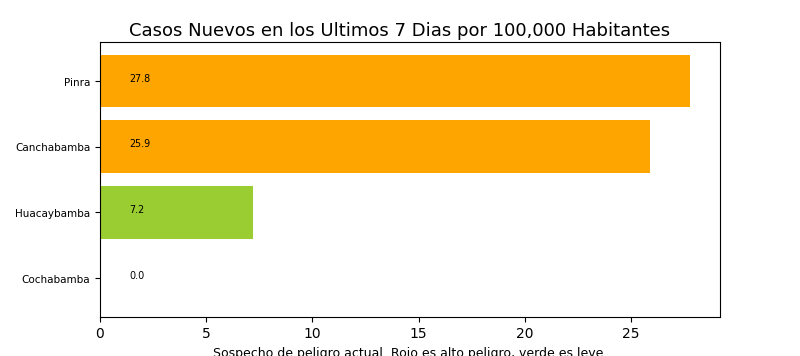 Casos Nuevos en los Ultimos 7 Dias por 100,000 Habitantes
Pinra
27.8
Canchabamba
25.9
Huacaybamba
7.2
Cochabamba
0.0
0 5 10 15 20 25
Sospecho de peligro actual. Rojo es alto peligro, verde es leve